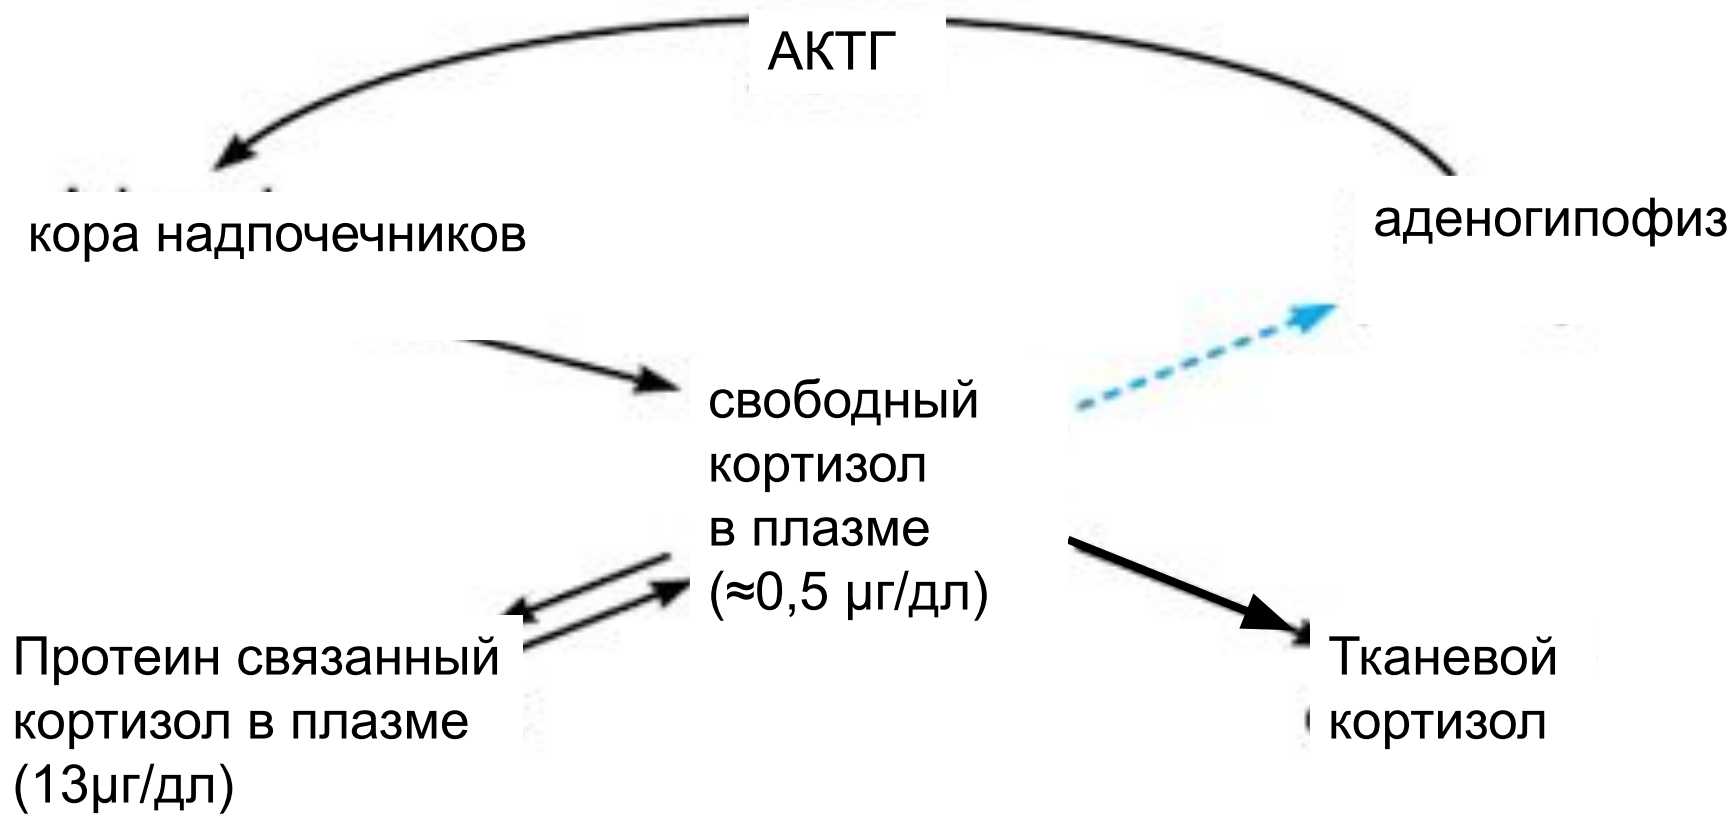 АКТГ
кора надпочечников
аденогипофиз
свободный
кортизол
в плазме
(≈0,5 μг/дл)
Протеин связанный
кортизол в плазме
(13μг/дл)
Тканевой
кортизол